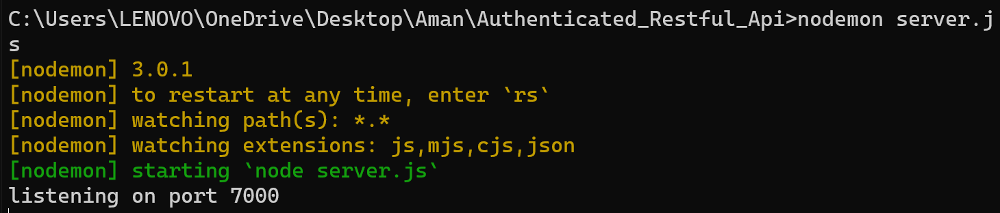 C:\Users\LENOVO\OneDrive\Desktop\Aman\Authenticated_Restful_Api>nodemon server.j
s
[nodemon] 3.0.1
[nodemon] to restart at any time, enter `rs`
[nodemon] watching path(s): *.*
[nodemon] watching extensions: js,mjs,cjs,json
[nodemon] starting `node server.js`
listening on port 7000